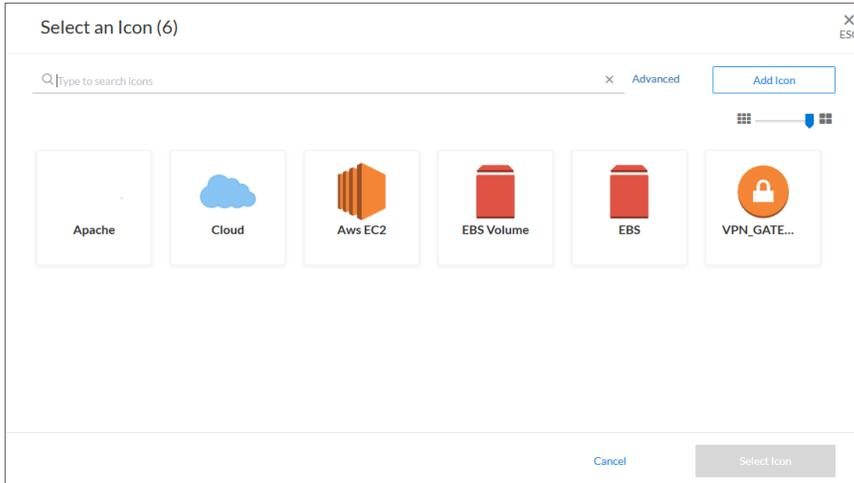 Select an Icon (6)
ESC
Type to search icons
Advanced
Add Icon
Apache
Cloud
Aws EC2
EBS Volume
EBS
VPN_GATE...
Cancel
Select Icon